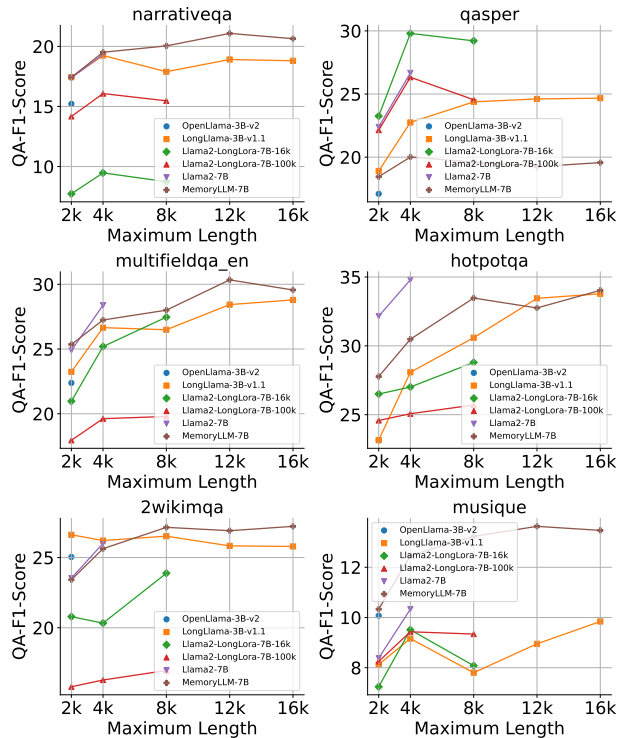 narrativeqa
QA-F1-Score
20
15
10
OpenLlama-3B-v2
LongLlama-3B-v1.1
Llama2-LongLora-7B-16k
Llama2-LongLora-7B-100k
Llama2-7B
MemoryLLM-7B
2k 4k 8k 12k 16k
Maximum Length
qasper
QA-F1-Score
30
25
20
OpenLlama-3B-v2
LongLlama-3B-v1.1
Llama2-LongLora-7B-16k
Llama2-LongLora-7B-100k
Llama2-7B
MemoryLLM-7B
2k 4k 8k 12k 16k
Maximum Length
multifieldqa_en
QA-F1-Score
30
25
20
OpenLlama-3B-v2
LongLlama-3B-v1.1
Llama2-LongLora-7B-16k
Llama2-LongLora-7B-100k
Llama2-7B
MemoryLLM-7B
2k 4k 8k 12k 16k
Maximum Length
hotpotqa
QA-F1-Score
35
30
25
OpenLlama-3B-v2
LongLlama-3B-v1.1
Llama2-LongLora-7B-16k
Llama2-LongLora-7B-100k
Llama2-7B
MemoryLLM-7B
2k 4k 8k 12k 16k
Maximum Length
2wikimqa
QA-F1-Score
25
20
OpenLlama-3B-v2
LongLlama-3B-v1.1
Llama2-LongLora-7B-16k
Llama2-LongLora-7B-100k
Llama2-7B
MemoryLLM-7B
2k 4k 8k 12k 16k
Maximum Length
musique
QA-F1-Score
12
10
8
OpenLlama-3B-v2
LongLlama-3B-v1.1
Llama2-LongLora-7B-16k
Llama2-LongLora-7B-100k
Llama2-7B
MemoryLLM-7B
2k 4k 8k 12k 16k
Maximum Length